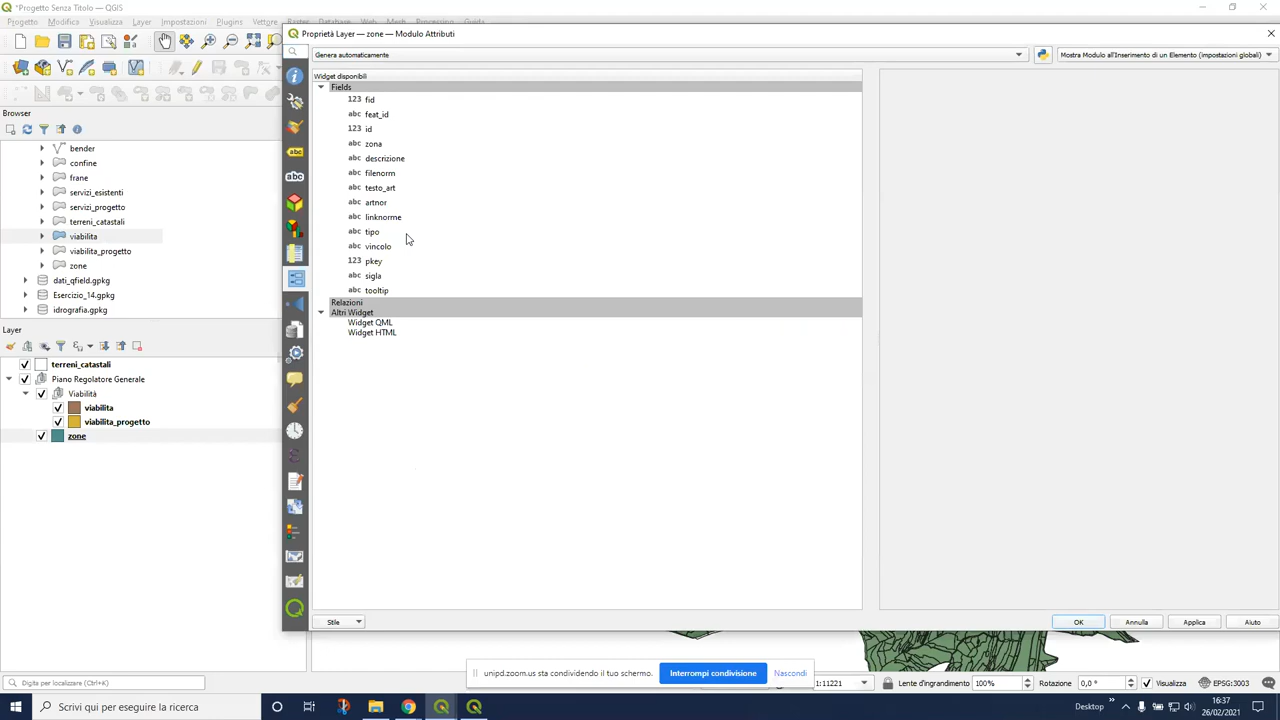 *Progetto Senza Titolo — QGIS
Progetto Modifica Visualizza Layer Impostazioni Plugins Vettore Raster Database Web Mesh Processing Guida
Proprietà Layer — zone — Modulo Attributi
Genera automaticamente
Mostra Modulo all'Inserimento di un Elemento (impostazioni globali)
Widget disponibili
Fields
123 fid
abc feat_id
123 id
abc zona
abc descrizione
abc filenorm
abc testo_art
abc artnor
abc linknorme
abc tipo
abc vincolo
123 pkey
abc sigla
abc tooltip
Relazioni
Altri Widget
Widget QML
Widget HTML
abc
abc
Browser
bender
confine
frane
servizi_esistenti
servizi_progetto
terreni_catastali
viabilita
viabilita_progetto
zone
dati_qfield.gpkg
Esercizio_14.gpkg
idrografia.gpkg
Layer
terreni_catastali
Piano Regolatore Generale
Viabilità
viabilita
viabilita_progetto
zone
Stile
OK
Annulla
Applica
Aiuto
unipd.zoom.us sta condividendo il tuo schermo.
Interrompi condivisione
Nascondi
Digita per localizzare (Ctrl+K)
1:11221
Lente d'ingrandimento 100%
Rotazione 0,0 °
Visualizza
EPSG:3003
Scrivi qui per eseguire la ricerca
Desktop
16:37
26/02/2021